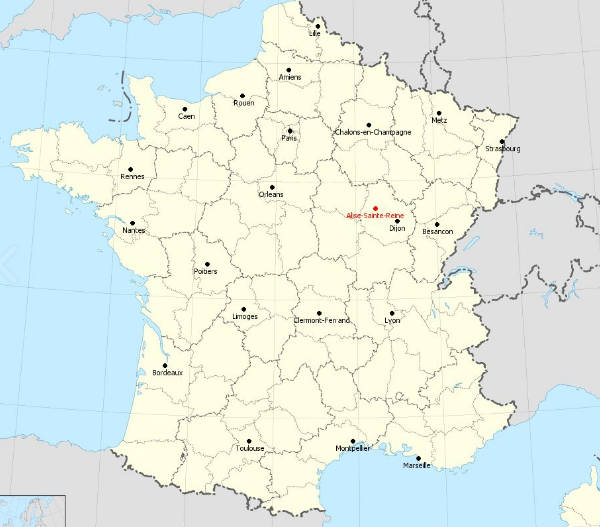 Lille
Amiens
Rouen
Caen
Metz
Chalons-en-Champagne
Paris
Strasbourg
Rennes
Orleans
Alise-Sainte-Reine
Nantes
Dijon
Besancon
Poitiers
Limoges
Clermont-Ferrand
Lyon
Bordeaux
Toulouse
Montpellier
Marseille